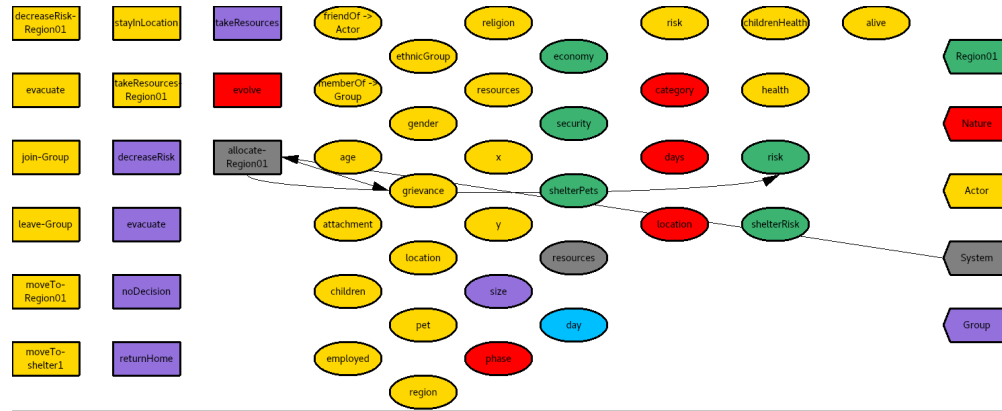 decreaseRisk-
Region01
stayInLocation
takeResources
friendOf ->
Actor
religion
risk
childrenHealth
alive
ethnicGroup
economy
Region01
evacuate
takeResources-
Region01
evolve
memberOf ->
Group
resources
category
health
gender
security
Nature
join-Group
decreaseRisk
allocate-
Region01
age
x
days
risk
grievance
shelterPets
Actor
leave-Group
evacuate
attachment
y
location
shelterRisk
location
resources
System
moveTo-
Region01
noDecision
children
size
pet
day
Group
moveTo-
shelter1
returnHome
employed
phase
region